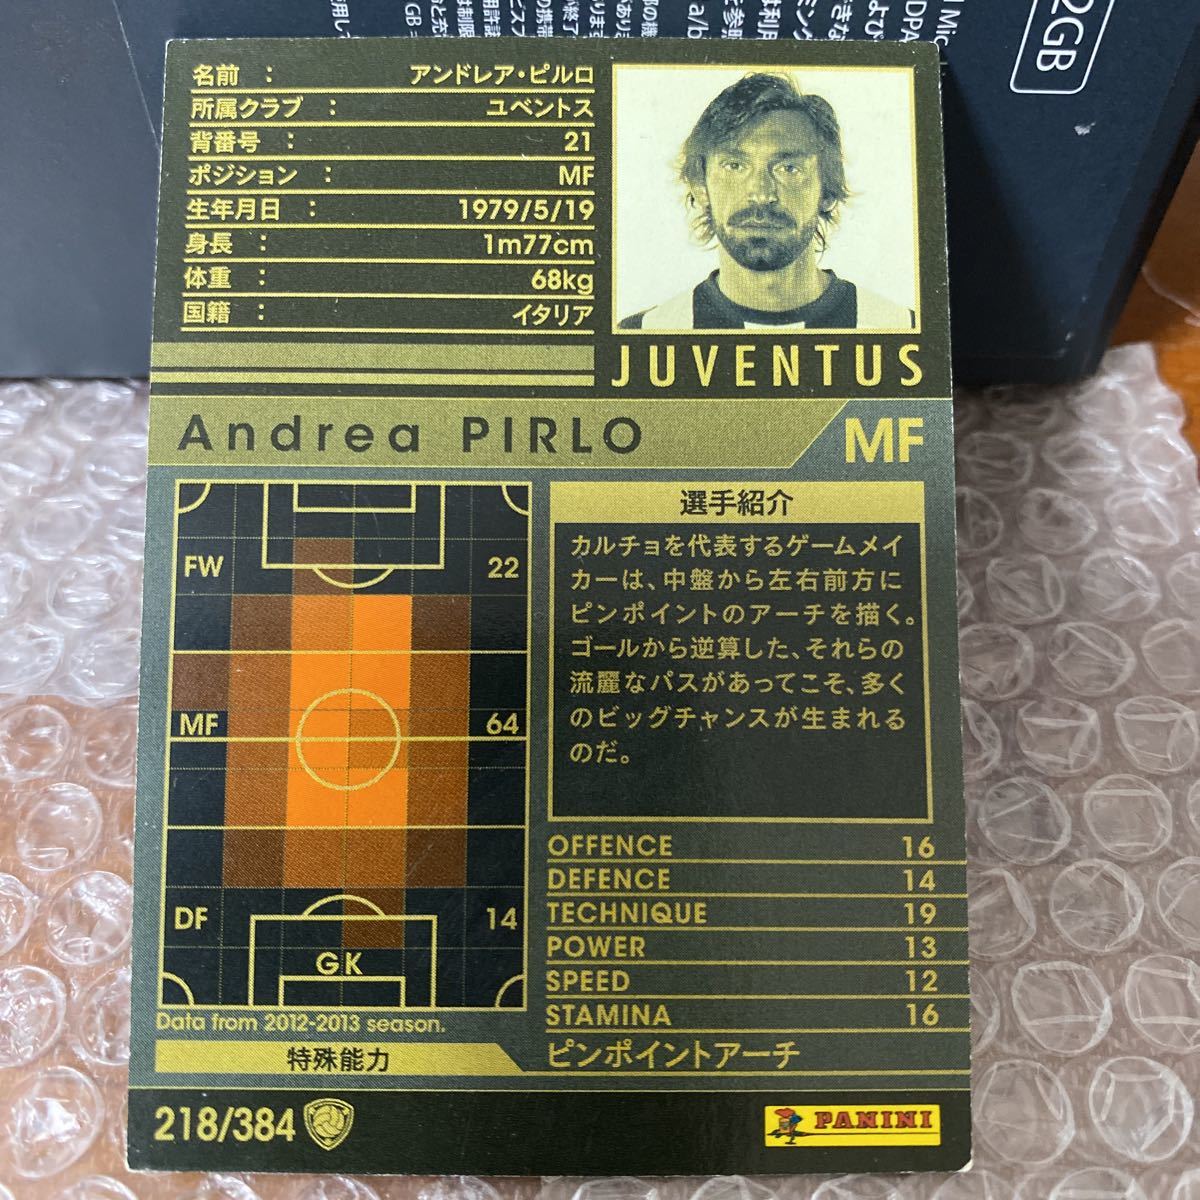 名前 : アンドレア・ピルロ
所属クラブ : ユベントス
背番号 : 21
ポジション : MF
生年月日 : 1979/5/19
身長 : 1m77cm
体重 : 68kg
国籍 : イタリア
JUVENTUS
Andrea PIRLO MF
FW 22
MF 64
DF 14
GK
Data from 2012-2013 season.
選手紹介
カルチョを代表するゲームメイ
カーは、中盤から左右前方に
ピンポイントのアーチを描く。
ゴールから逆算した、それらの
流麗なパスがあってこそ、多く
のビッグチャンスが生まれる
のだ。
OFFENCE 16
DEFENCE 14
TECHNIQUE 19
POWER 13
SPEED 12
STAMINA 16
特殊能力 ピンポイントアーチ
218/384
PANINI
2GB